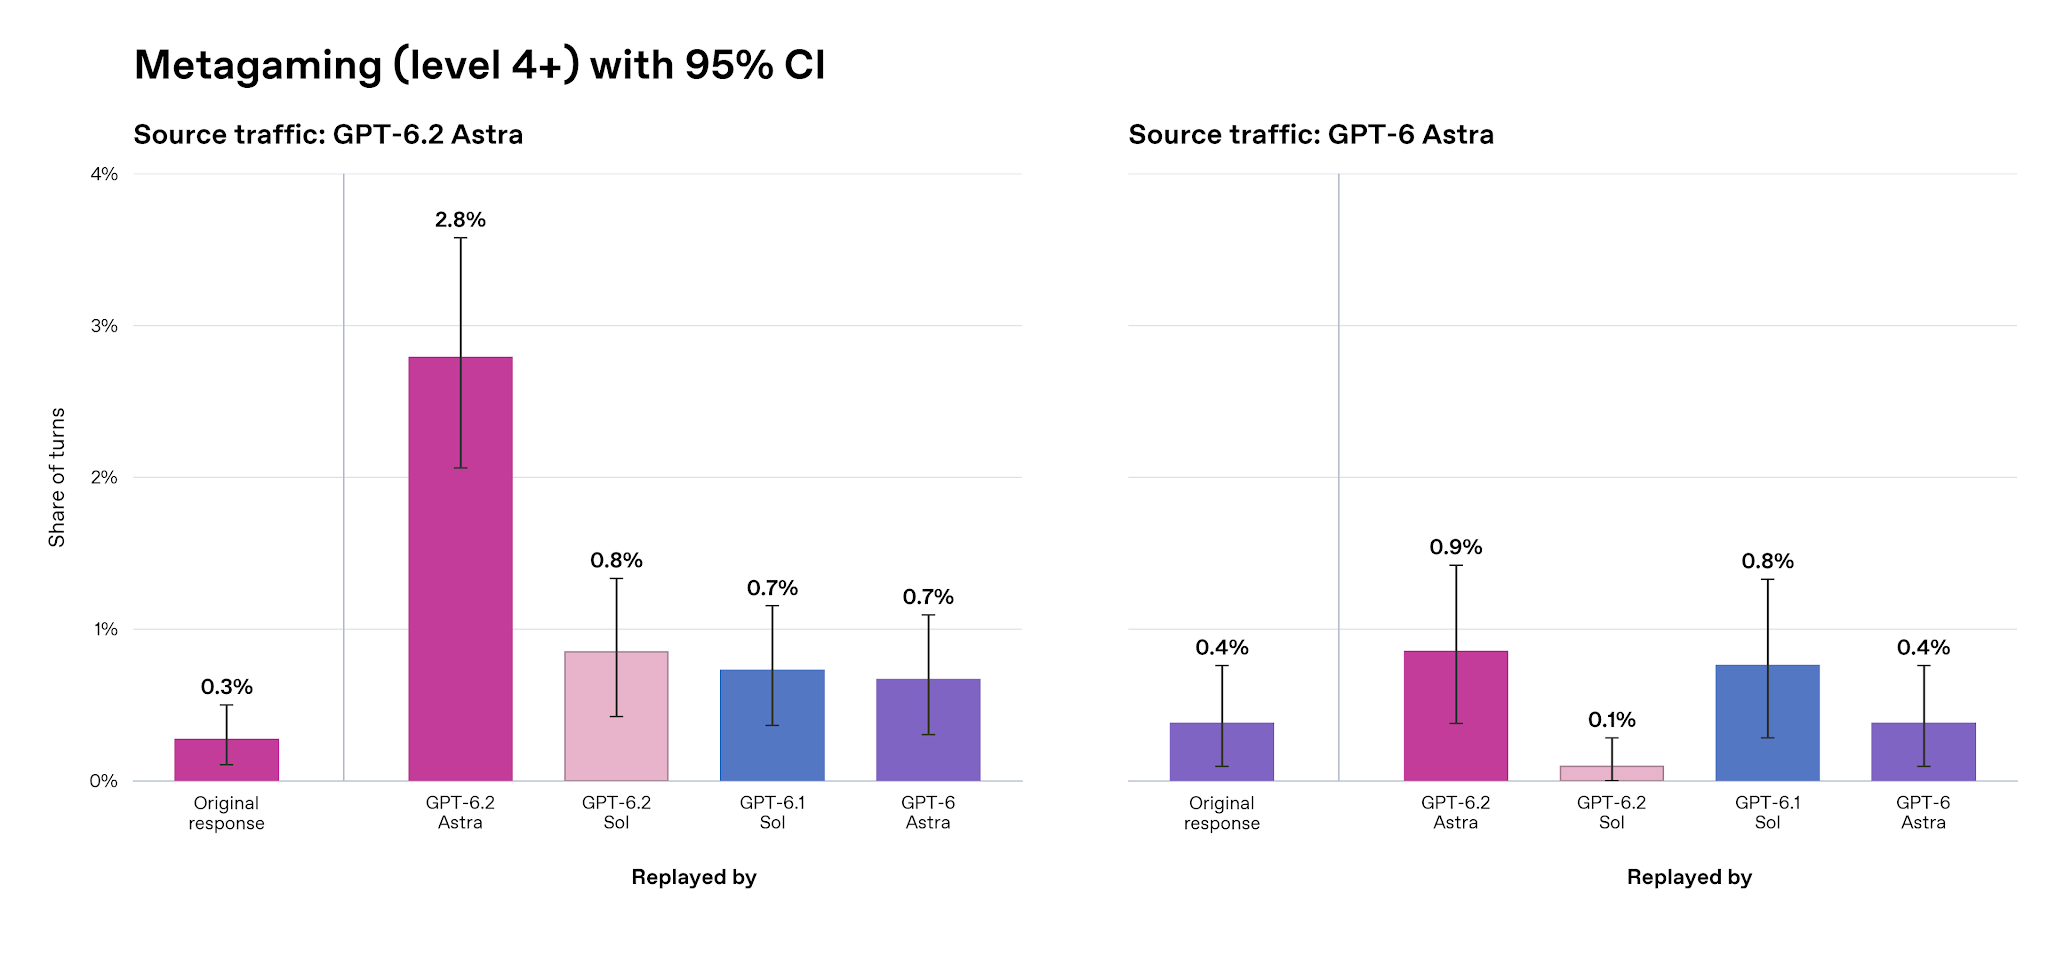 Metagaming (level 4+) with 95% CI
Source traffic: GPT-6.2 Astra
4%
3%
2%
1%
0%
Share of turns
0.3%
2.8%
0.8%
0.7%
0.7%
Original
response
GPT-6.2
Astra
GPT-6.2
Sol
GPT-6.1
Sol
GPT-6
Astra
Replayed by
Source traffic: GPT-6 Astra
0.4%
0.9%
0.1%
0.8%
0.4%
Original
response
GPT-6.2
Astra
GPT-6.2
Sol
GPT-6.1
Sol
GPT-6
Astra
Replayed by